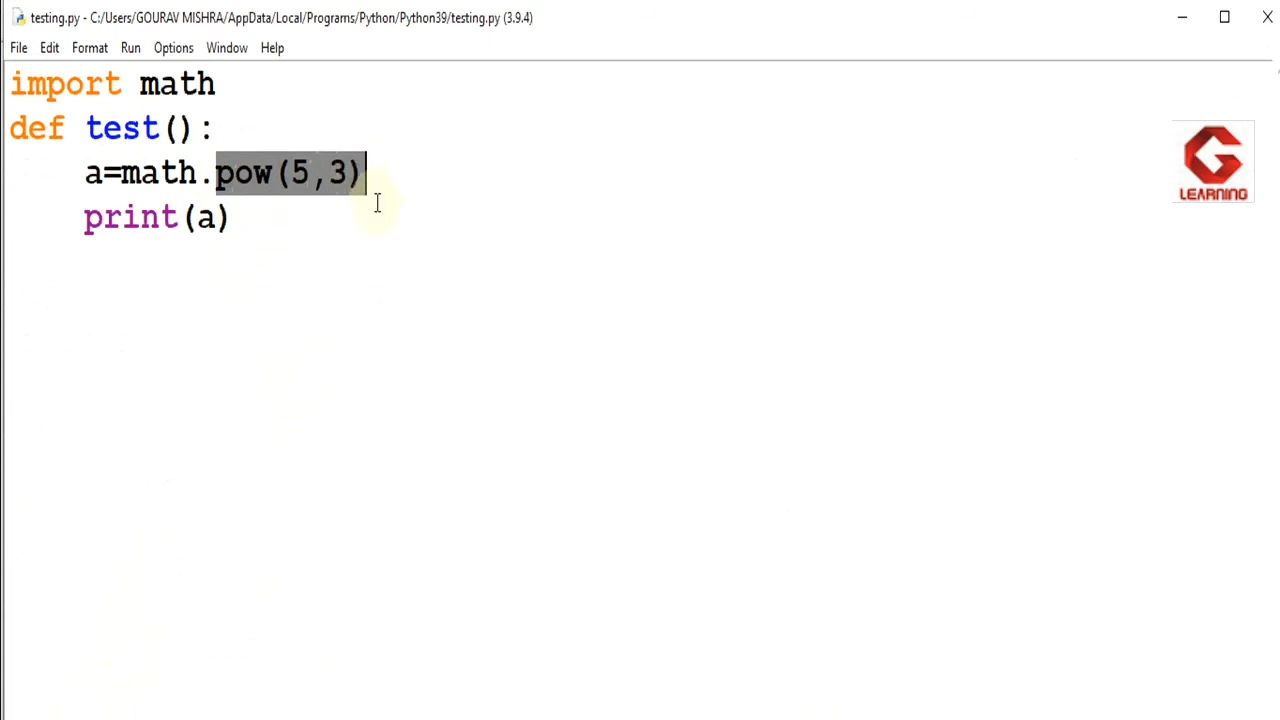 testing.py - C:/Users/GOURAV MISHRA/AppData/Local/Programs/Python/Python39/testing.py (3.9.4)
File Edit Format Run Options Window Help
import math
def test():
    a=math.pow(5,3)
    print(a)
LEARNING